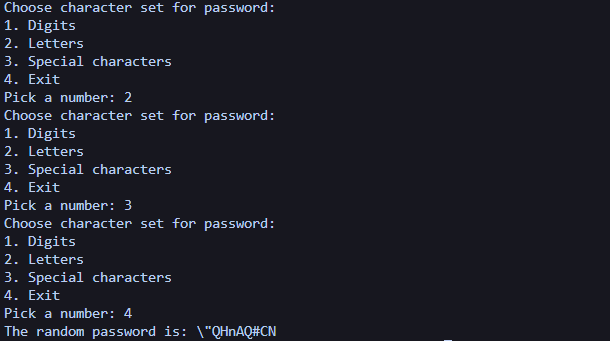 Choose character set for password:
1. Digits
2. Letters
3. Special characters
4. Exit
Pick a number: 2
Choose character set for password:
1. Digits
2. Letters
3. Special characters
4. Exit
Pick a number: 3
Choose character set for password:
1. Digits
2. Letters
3. Special characters
4. Exit
Pick a number: 4
The random password is: \"QHnAQ#CN